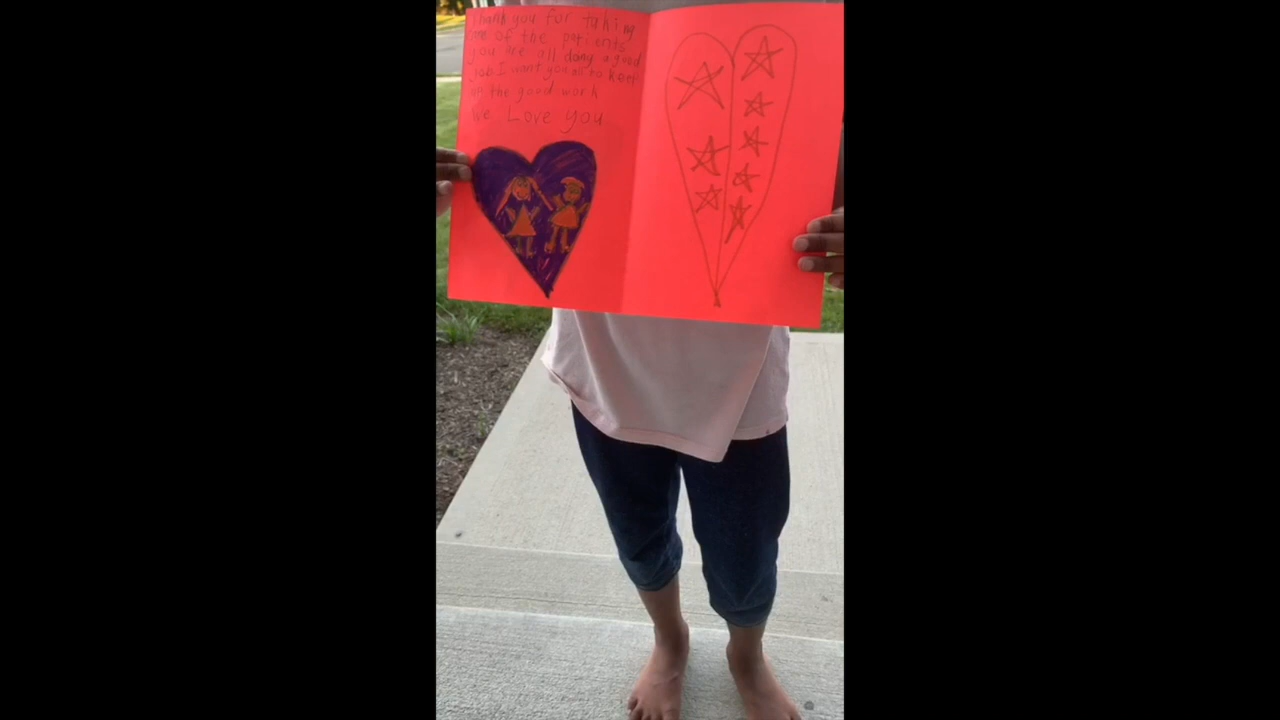 Thank you for taking
care of the patients
you are all doing a good
job I want you all to keep
up the good work
We Love you